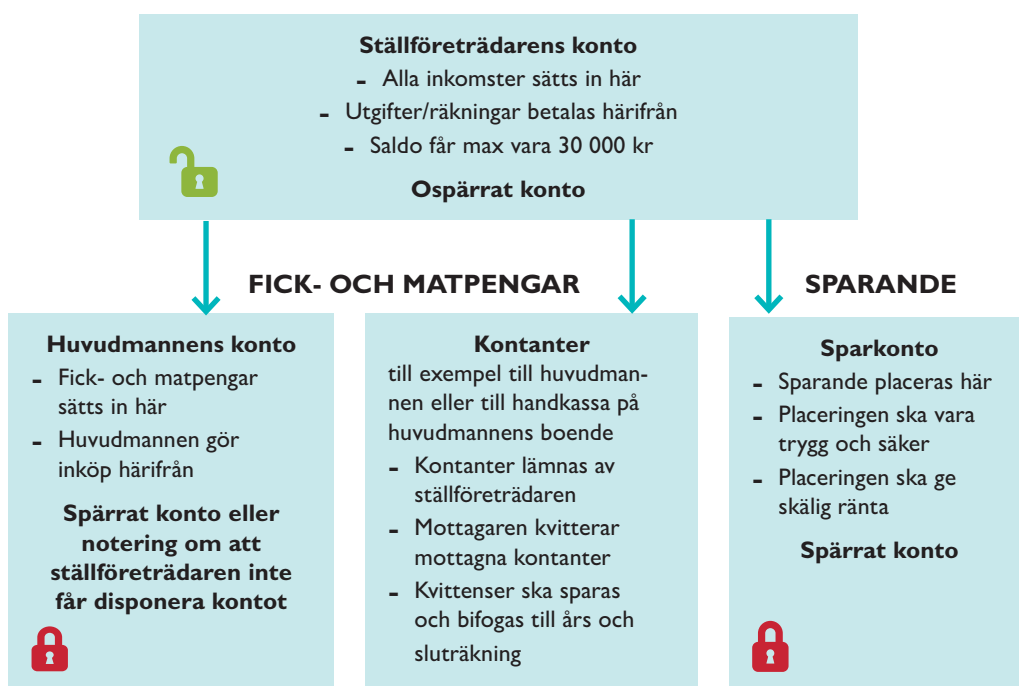 Ställföreträdarens konto
- Alla inkomster sätts in här
- Utgifter/räkningar betalas härifrån
- Saldo får max vara 30 000 kr
Ospärrat konto
FICK- OCH MATPENGAR
SPARANDE
Huvudmannens konto
- Fick- och matpengar
sätts in här
- Huvudmannen gör
inköp härifrån
Spärrat konto eller
notering om att
ställföreträdaren inte
får disponera kontot
Kontanter
till exempel till huvudman-
nen eller till handkassa på
huvudmannens boende
- Kontanter lämnas av
ställföreträdaren
- Mottagaren kvitterar
mottagna kontanter
- Kvittenser ska sparas
och bifogas till års och
sluträkning
Sparkonto
- Sparande placeras här
- Placeringen ska vara
trygg och säker
- Placeringen ska ge
skälig ränta
Spärrat konto